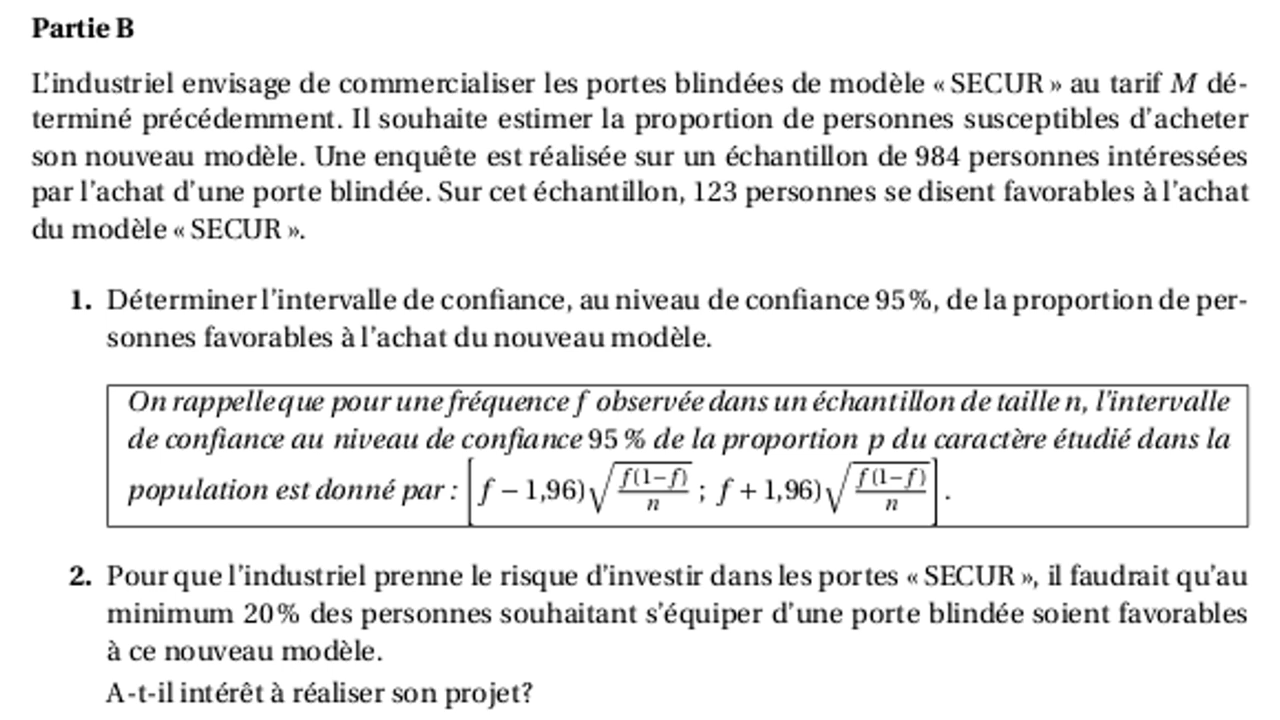 Partie B
L'industriel envisage de commercialiser les portes blindées de modèle « SECUR » au tarif M dé-
terminé précédemment. Il souhaite estimer la proportion de personnes susceptibles d'acheter
son nouveau modèle. Une enquête est réalisée sur un échantillon de 984 personnes intéressées
par l'achat d'une porte blindée. Sur cet échantillon, 123 personnes se disent favorables à l'achat
du modèle « SECUR ».
1. Déterminer l'intervalle de confiance, au niveau de confiance 95 %, de la proportion de per-
sonnes favorables à l'achat du nouveau modèle.
On rappelle que pour une fréquence f observée dans un échantillon de taille n, l'intervalle
de confiance au niveau de confiance 95 % de la proportion p du caractère étudié dans la
population est donné par : [f − 1,96)√(f(1−f)/n) ; f + 1,96)√(f(1−f)/n)].
2. Pour que l'industriel prenne le risque d'investir dans les portes « SECUR », il faudrait qu'au
minimum 20 % des personnes souhaitant s'équiper d'une porte blindée soient favorables
à ce nouveau modèle.
A-t-il intérêt à réaliser son projet?